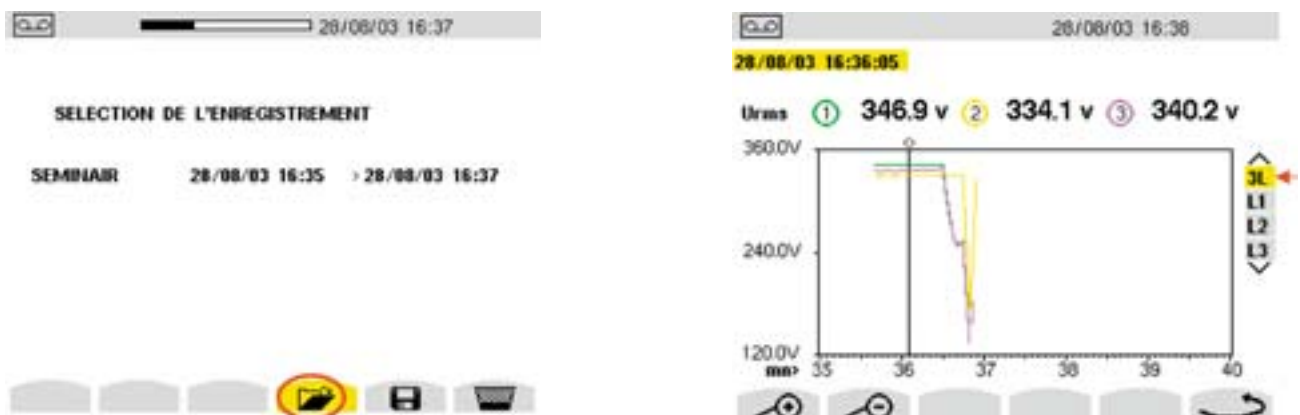 28/08/03 16:37
SELECTION DE L'ENREGISTREMENT
SEMINAIR 28/08/03 16:35 > 28/08/03 16:37
28/08/03 16:38
28/08/03 16:36:05
Urms 1 346.9 v 2 334.1 v 3 340.2 v
360.0V
3L
L1
L2
L3
240.0V
120.0V
mn> 35 36 37 38 39 40